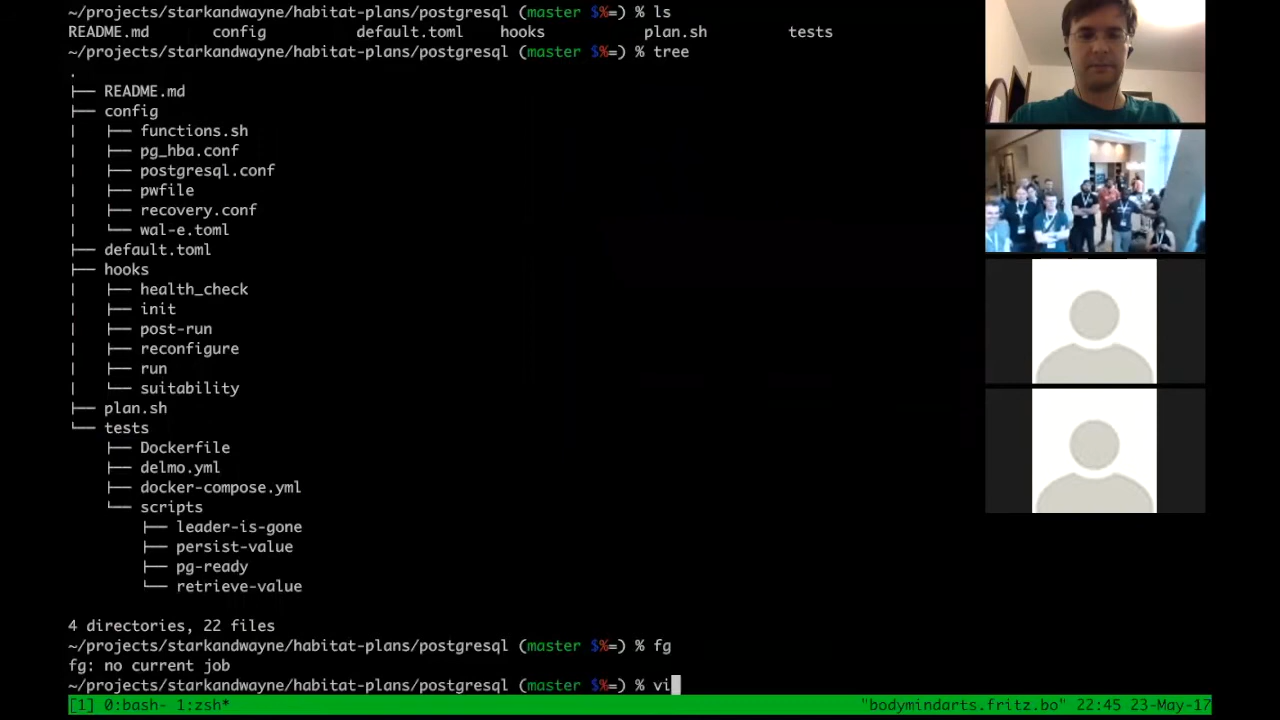 ~/projects/starkandwayne/habitat-plans/postgresql (master $%=) % ls
README.md config default.toml hooks plan.sh tests
~/projects/starkandwayne/habitat-plans/postgresql (master $%=) % tree
.
├── README.md
├── config
│   ├── functions.sh
│   ├── pg_hba.conf
│   ├── postgresql.conf
│   ├── pwfile
│   ├── recovery.conf
│   └── wal-e.toml
├── default.toml
├── hooks
│   ├── health_check
│   ├── init
│   ├── post-run
│   ├── reconfigure
│   ├── run
│   └── suitability
├── plan.sh
└── tests
    ├── Dockerfile
    ├── delmo.yml
    ├── docker-compose.yml
    └── scripts
        ├── leader-is-gone
        ├── persist-value
        ├── pg-ready
        └── retrieve-value
4 directories, 22 files
~/projects/starkandwayne/habitat-plans/postgresql (master $%=) % fg
fg: no current job
~/projects/starkandwayne/habitat-plans/postgresql (master $%=) % vi
[1] 0:bash- 1:zsh* "bodymindarts.fritz.bo" 22:45 23-May-17